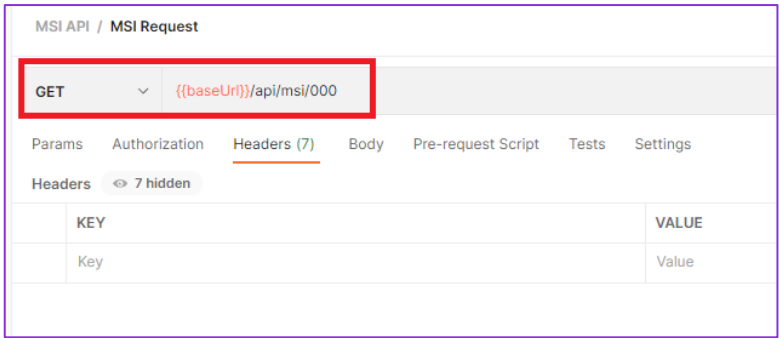 MSI API / MSI Request
GET {{baseUrl}}/api/msi/000
Params Authorization Headers (7) Body Pre-request Script Tests Settings
Headers 7 hidden
KEY VALUE
Key Value